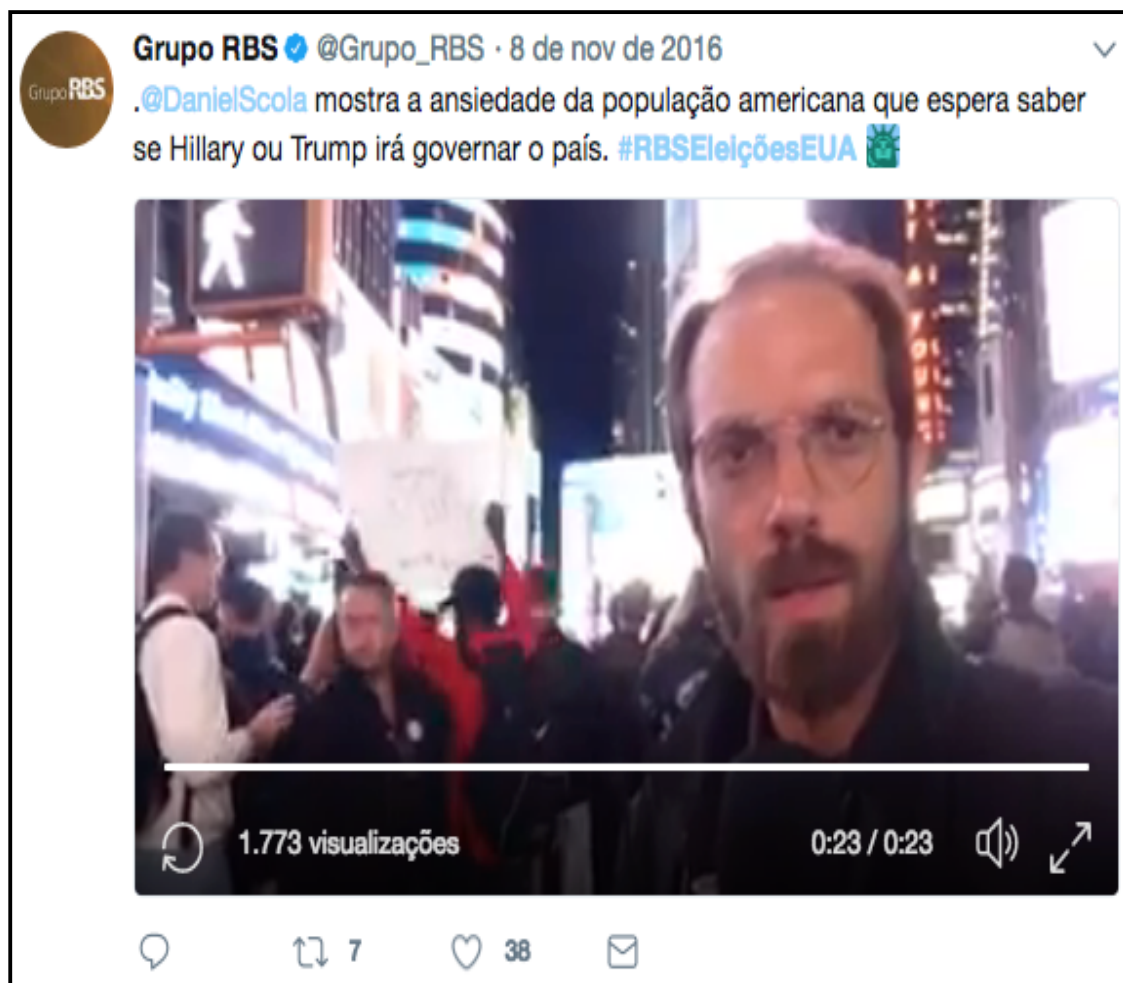 Grupo RBS @Grupo_RBS · 8 de nov de 2016
Grupo RBS
.@DanielScola mostra a ansiedade da população americana que espera saber
se Hillary ou Trump irá governar o país. #RBSEleiçõesEUA
1.773 visualizações
0:23 / 0:23
7
38